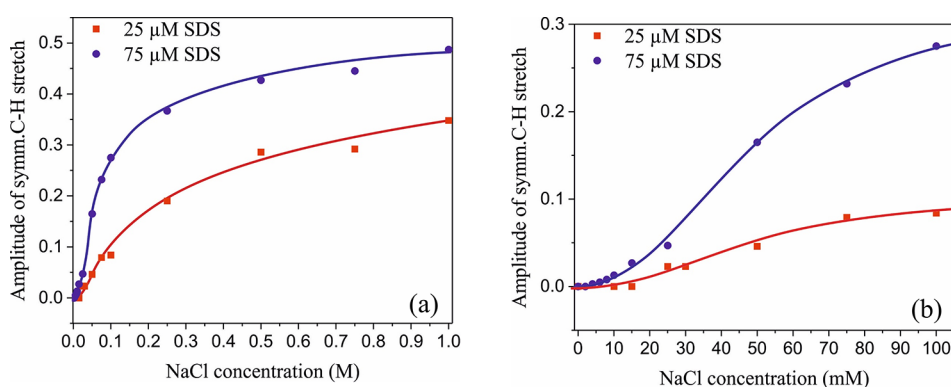 25 µM SDS
75 µM SDS
Amplitude of symm.C-H stretch
0.5
0.4
0.3
0.2
0.1
0.0
0.0 0.1 0.2 0.3 0.4 0.5 0.6 0.7 0.8 0.9 1.0
NaCl concentration (M)
(a)
25 µM SDS
75 µM SDS
Amplitude of symm.C-H stretch
0.3
0.2
0.1
0.0
0 10 20 30 40 50 60 70 80 90 100
NaCl concentration (mM)
(b)